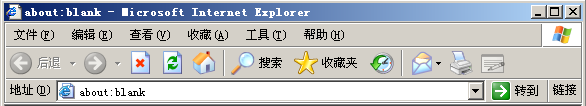 about:blank - Microsoft Internet Explorer
文件(F) 编辑(E) 查看(V) 收藏(A) 工具(T) 帮助(H)
后退 搜索 收藏夹
地址(D) about:blank 转到 链接